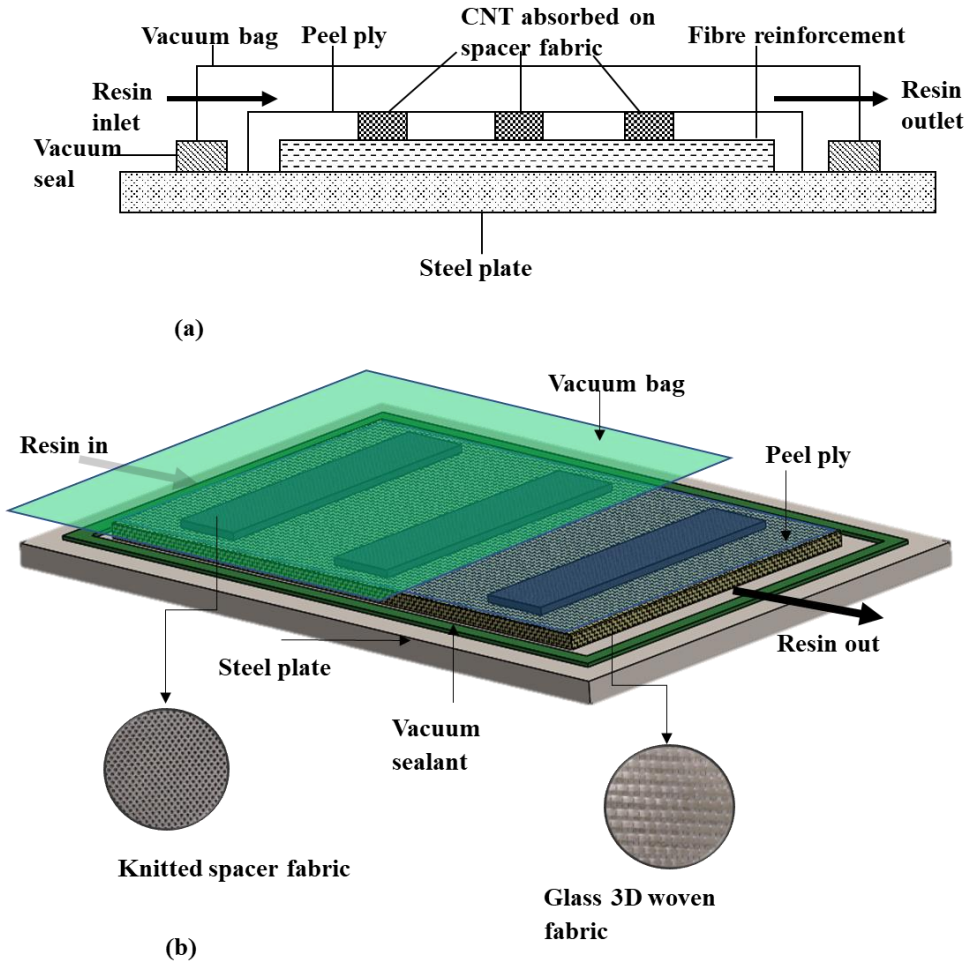 CNT absorbed on
spacer fabric
Vacuum bag
Peel ply
Fibre reinforcement
Resin
inlet
Resin
outlet
Vacuum
seal
Steel plate
(a)
Vacuum bag
Resin in
Peel ply
Steel plate
Resin out
Vacuum
sealant
Knitted spacer fabric
Glass 3D woven
fabric
(b)